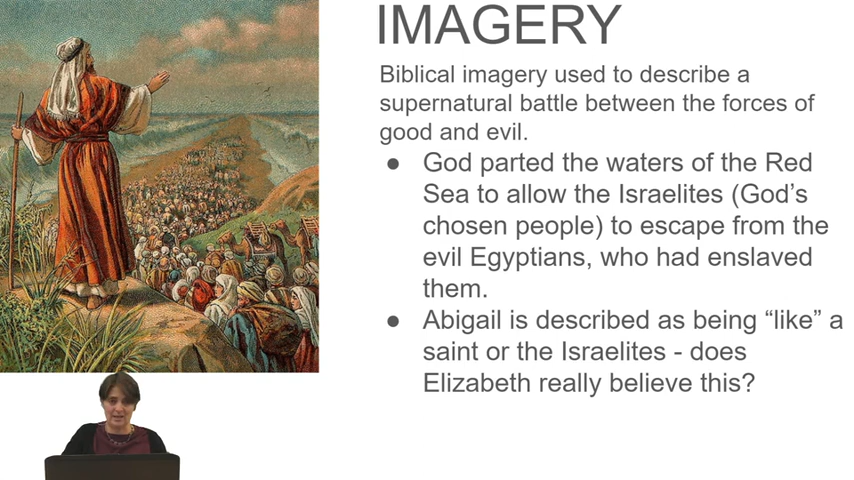 IMAGERY
Biblical imagery used to describe a
supernatural battle between the forces of
good and evil.
● God parted the waters of the Red
Sea to allow the Israelites (God’s
chosen people) to escape from the
evil Egyptians, who had enslaved
them.
● Abigail is described as being “like” a
saint or the Israelites - does
Elizabeth really believe this?